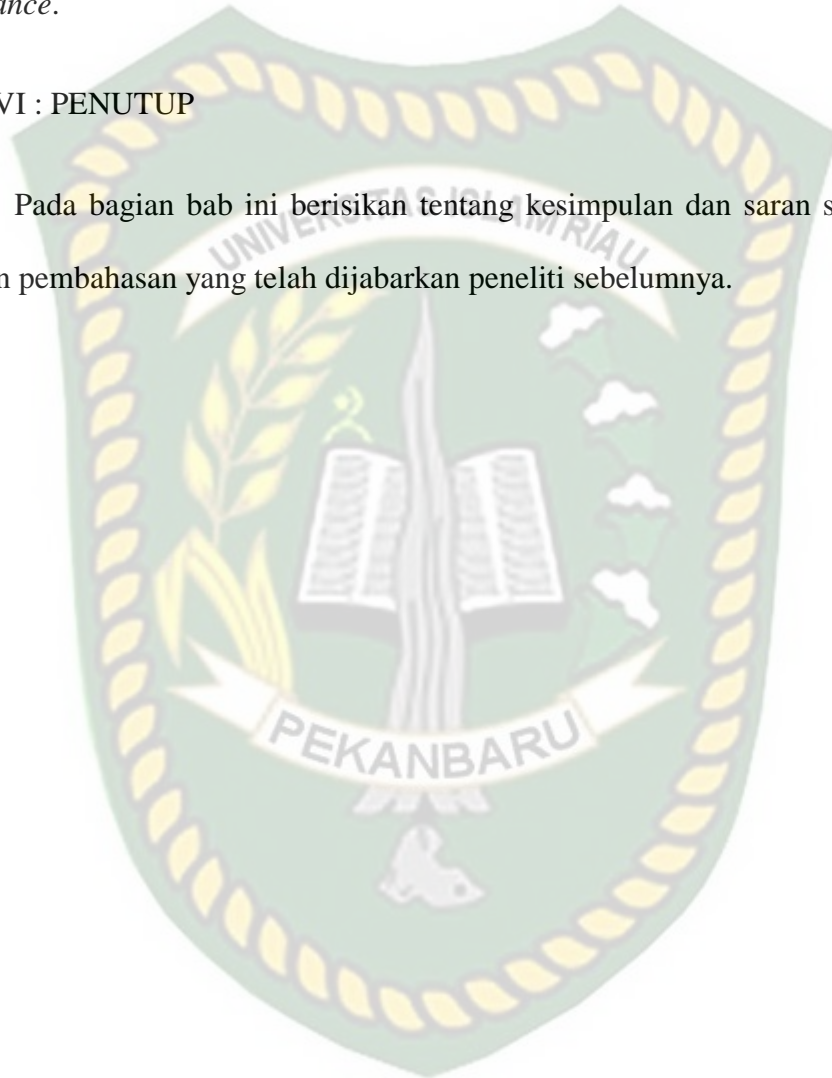 ance.
VI : PENUTUP
Pada bagian bab ini berisikan tentang kesimpulan dan saran s
n pembahasan yang telah dijabarkan peneliti sebelumnya.
UNIVERSITAS ISLAM RIAU
PEKANBARU